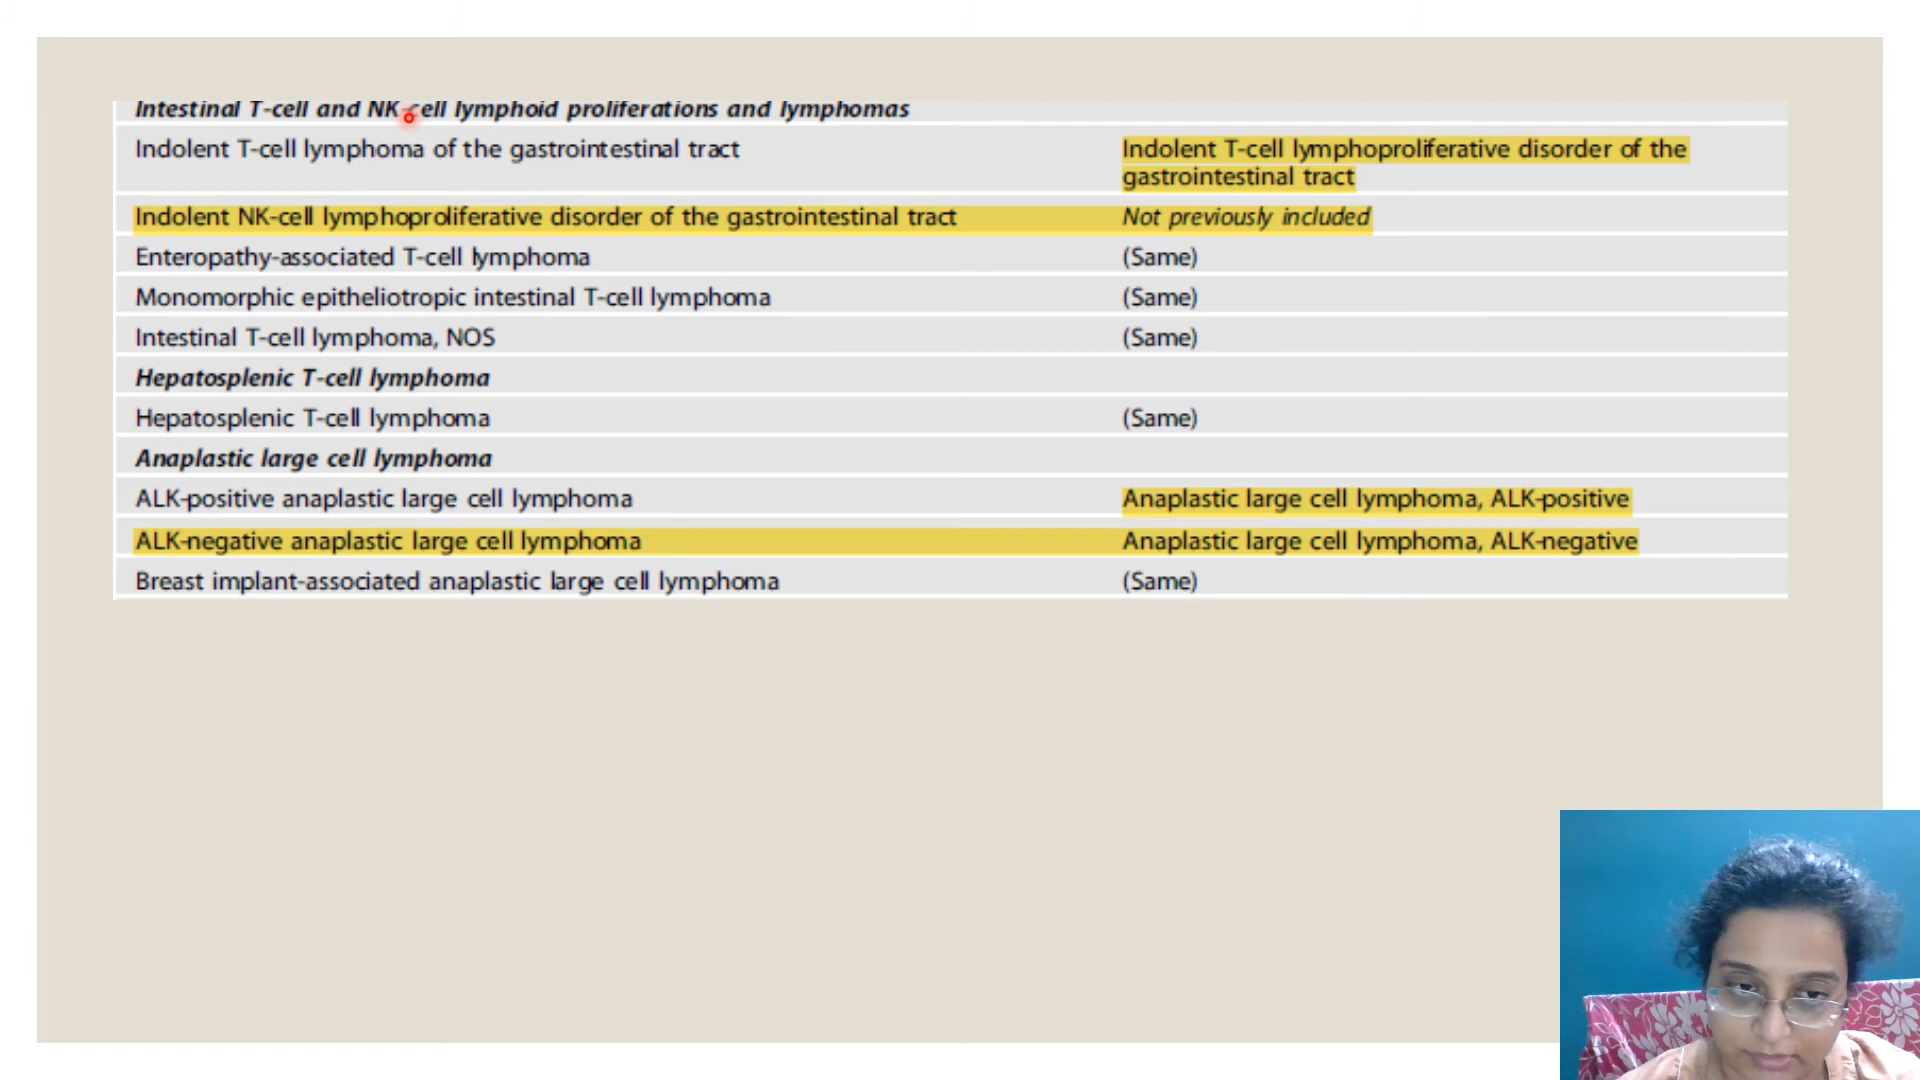 Intestinal T-cell and NK-cell lymphoid proliferations and lymphomas
Indolent T-cell lymphoma of the gastrointestinal tract
Indolent T-cell lymphoproliferative disorder of the
gastrointestinal tract
Indolent NK-cell lymphoproliferative disorder of the gastrointestinal tract
Not previously included
Enteropathy-associated T-cell lymphoma
(Same)
Monomorphic epitheliotropic intestinal T-cell lymphoma
(Same)
Intestinal T-cell lymphoma, NOS
(Same)
Hepatosplenic T-cell lymphoma
Hepatosplenic T-cell lymphoma
(Same)
Anaplastic large cell lymphoma
ALK-positive anaplastic large cell lymphoma
Anaplastic large cell lymphoma, ALK-positive
ALK-negative anaplastic large cell lymphoma
Anaplastic large cell lymphoma, ALK-negative
Breast implant-associated anaplastic large cell lymphoma
(Same)